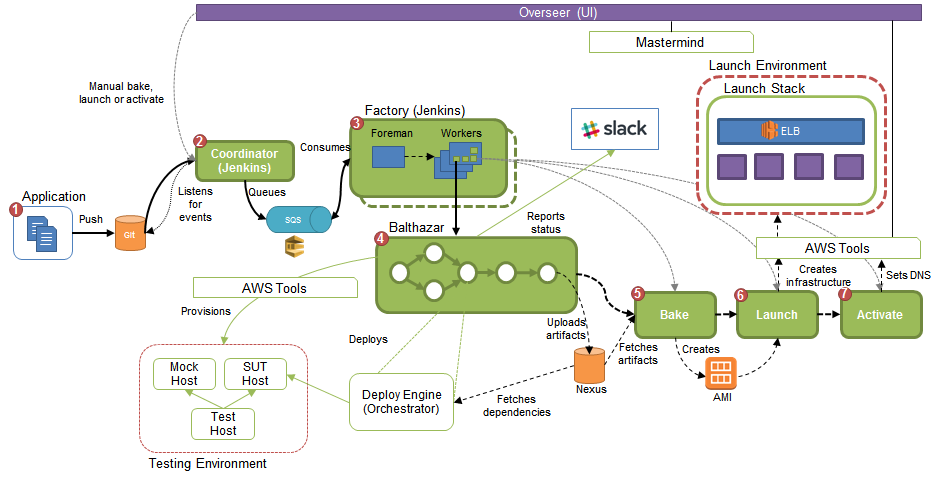 Overseer (UI)
Mastermind
Manual bake,
launch or activate
Launch Environment
Launch Stack
ELB
Factory (Jenkins)
3
Foreman
Workers
slack
2
Coordinator
(Jenkins)
Consumes
Listens
for
events
Queues
SQS
Application
1
Push
Git
Balthazar
4
Reports
status
AWS Tools
Creates
infrastructure
Sets DNS
AWS Tools
Provisions
5
Bake
6
Launch
7
Activate
Uploads
artifacts
Deploys
Fetches
artifacts
Creates
AMI
Nexus
Mock
Host
SUT
Host
Test
Host
Testing Environment
Deploy Engine
(Orchestrator)
Fetches
dependencies